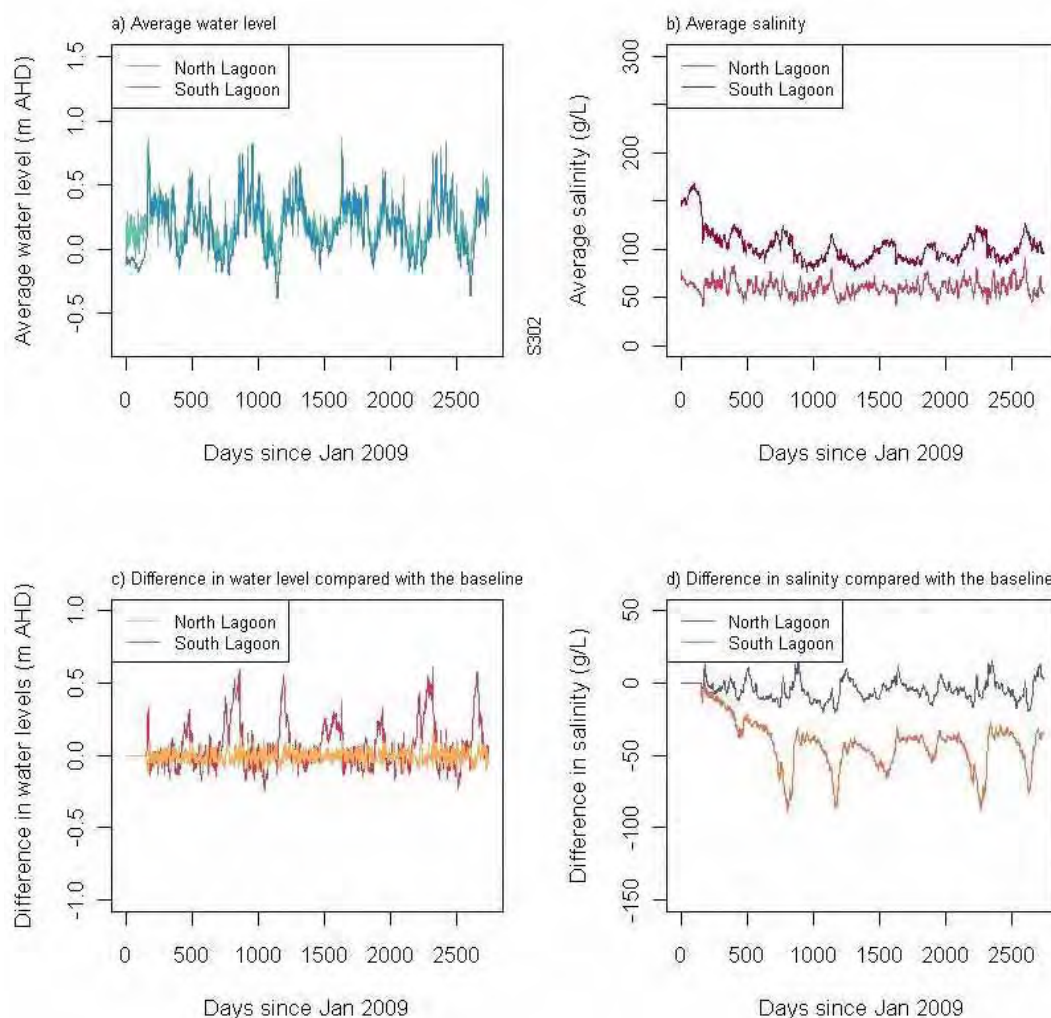 a) Average water level
North Lagoon
South Lagoon
Average water level (m AHD)
1.5
1.0
0.5
0.0
-0.5
0 500 1000 1500 2000 2500
Days since Jan 2009
S302
b) Average salinity
North Lagoon
South Lagoon
Average salinity (g/L)
300
200
100
50
0
0 500 1000 1500 2000 2500
Days since Jan 2009
c) Difference in water level compared with the baseline
North Lagoon
South Lagoon
Difference in water levels (m AHD)
1.0
0.5
0.0
-0.5
-1.0
0 500 1000 1500 2000 2500
Days since Jan 2009
d) Difference in salinity compared with the baseline
North Lagoon
South Lagoon
Difference in salinity (g/L)
50
0
-50
-100
-150
0 500 1000 1500 2000 2500
Days since Jan 2009